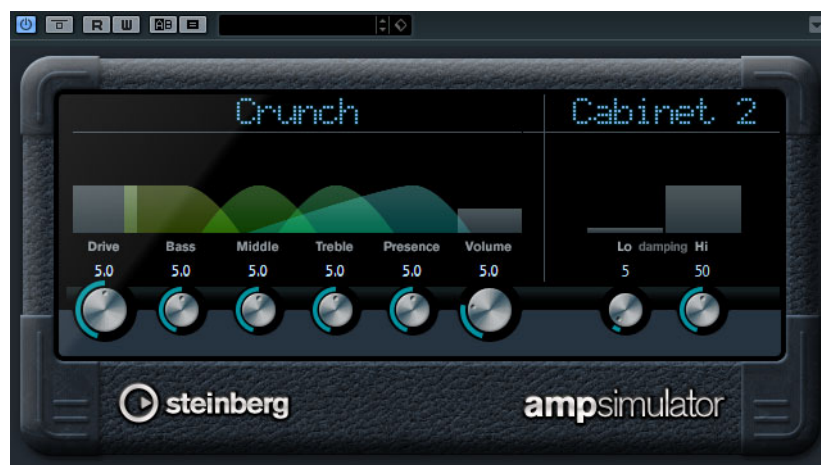 R W AB =
Crunch Cabinet 2
Drive Bass Middle Treble Presence Volume Lo damping Hi
5.0 5.0 5.0 5.0 5.0 5.0 5 50
steinberg ampsimulator